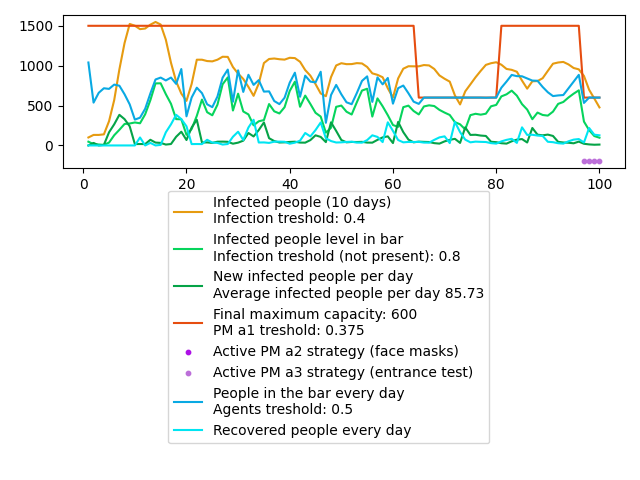 1500
1000
500
0
0
20
40
60
80
100
Infected people (10 days)
Infection treshold: 0.4
Infected people level in bar
Infection treshold (not present): 0.8
New infected people per day
Average infected people per day 85.73
Final maximum capacity: 600
PM a1 treshold: 0.375
Active PM a2 strategy (face masks)
Active PM a3 strategy (entrance test)
People in the bar every day
Agents treshold: 0.5
Recovered people every day